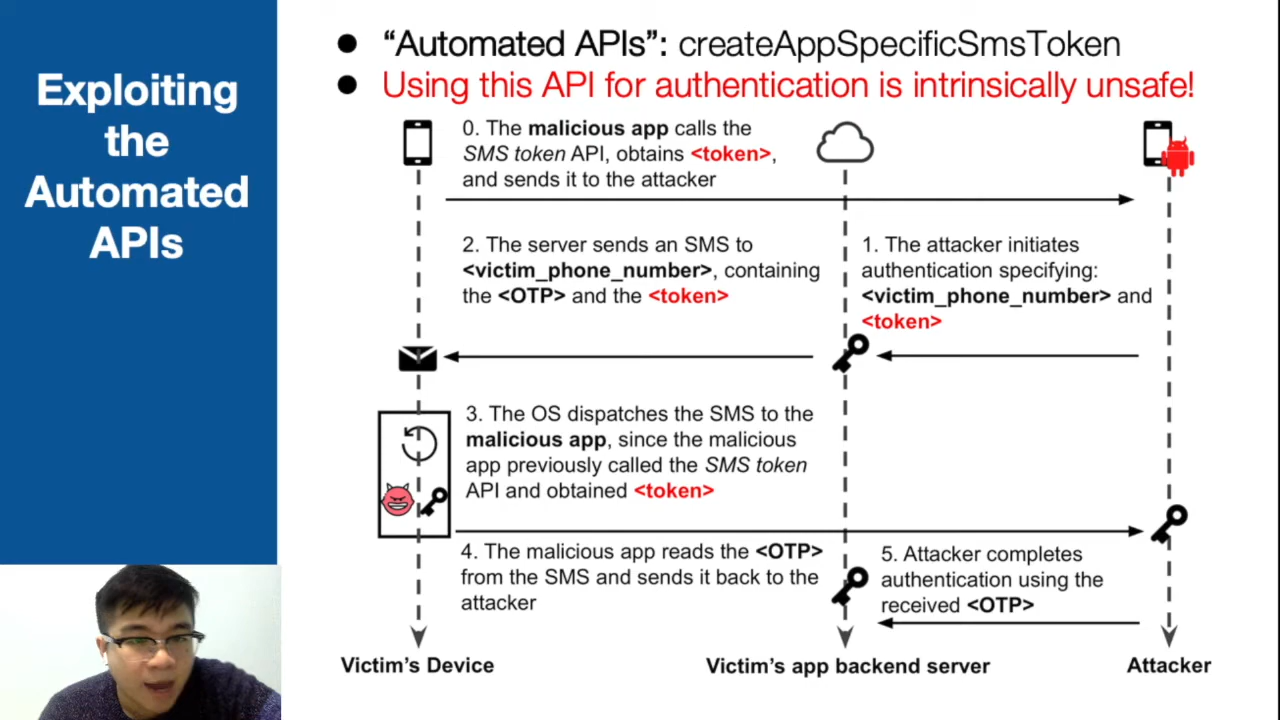 Exploiting
the
Automated
APIs
● “Automated APIs”: createAppSpecificSmsToken
● Using this API for authentication is intrinsically unsafe!
0. The malicious app calls the
SMS token API, obtains <token>,
and sends it to the attacker
2. The server sends an SMS to
<victim_phone_number>, containing
the <OTP> and the <token>
1. The attacker initiates
authentication specifying:
<victim_phone_number> and
<token>
3. The OS dispatches the SMS to the
malicious app, since the malicious
app previously called the SMS token
API and obtained <token>
4. The malicious app reads the <OTP>
from the SMS and sends it back to the
attacker
5. Attacker completes
authentication using the
received <OTP>
Victim’s Device
Victim’s app backend server
Attacker